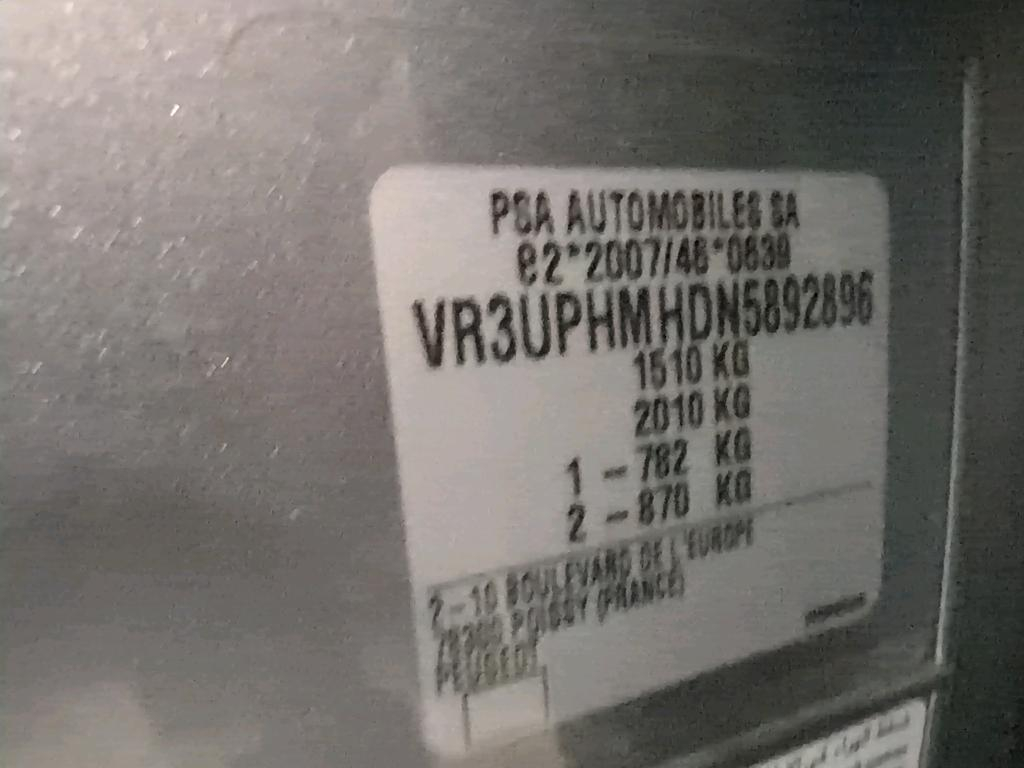 PSA AUTOMOBILES SA
e2*2007/46*0639
VR3UPHMHDN5892896
1510 KG
2010 KG
1 - 782 KG
2 - 870 KG
2-10 BOULEVARD DE L'EUROPE
78300 POISSY (FRANCE)
PEUGEOT